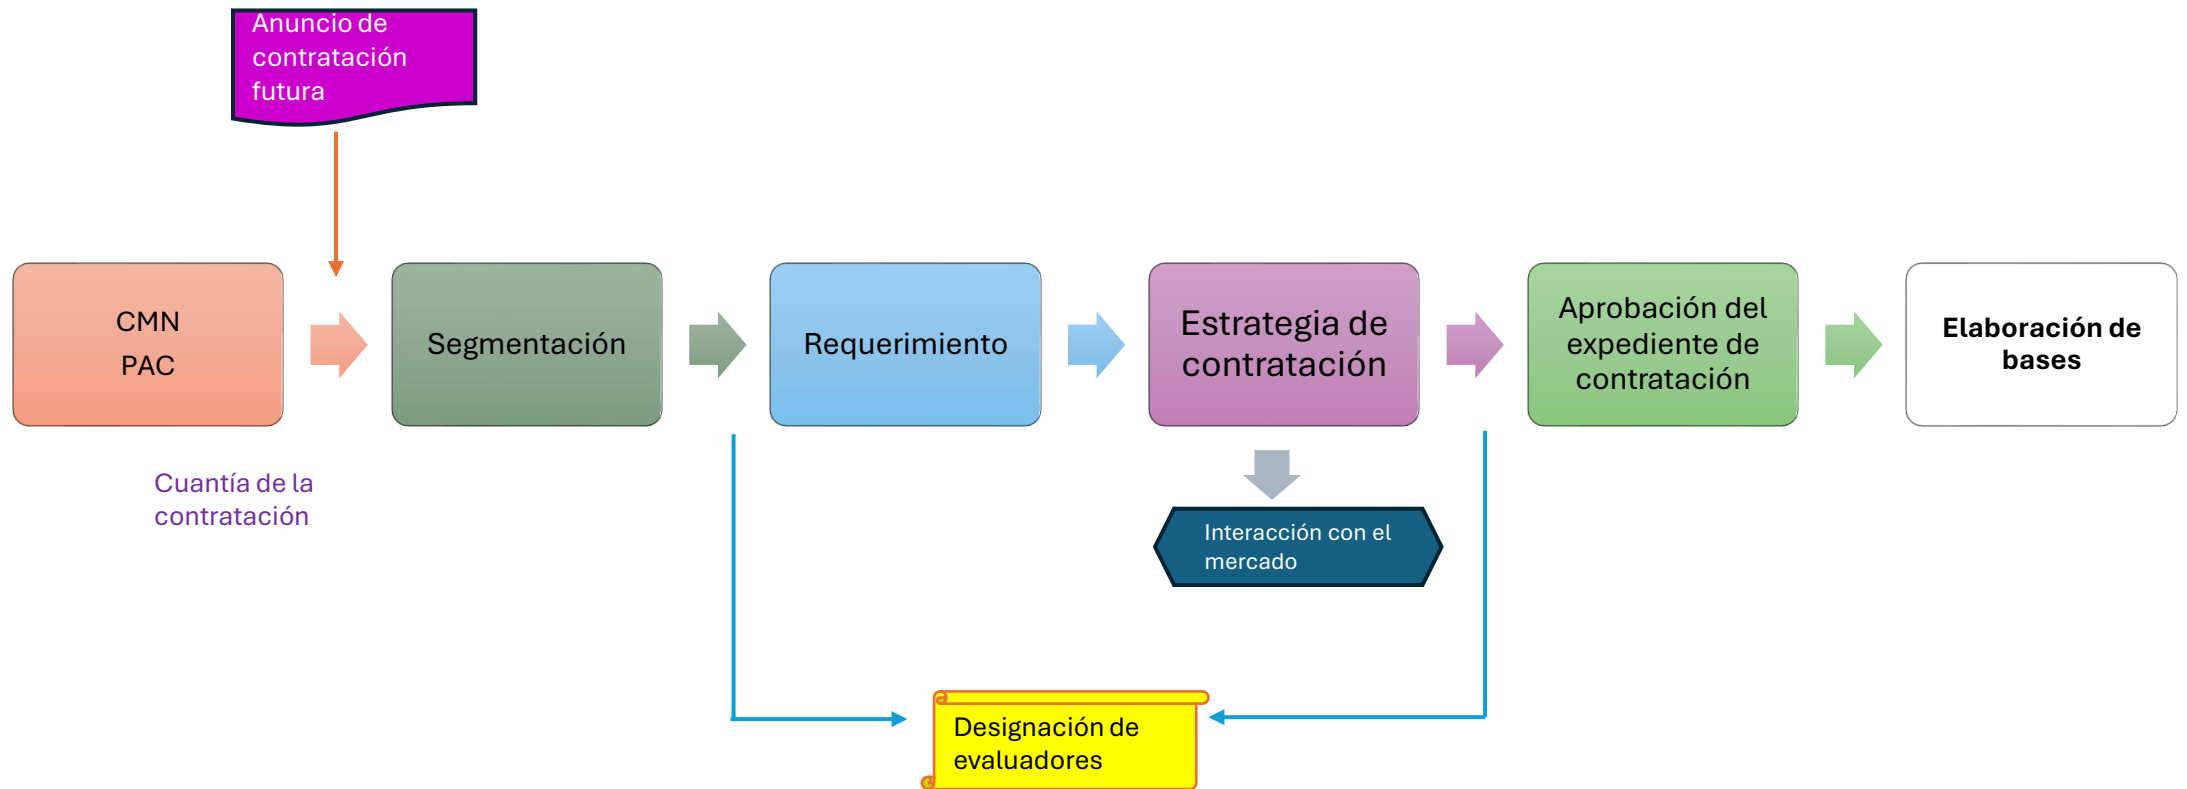 Anuncio de
contratación
futura
CMN
PAC
Segmentación
Requerimiento
Estrategia de
contratación
Aprobación del
expediente de
contratación
Elaboración de
bases
Cuantía de la
contratación
Interacción con el
mercado
Designación de
evaluadores